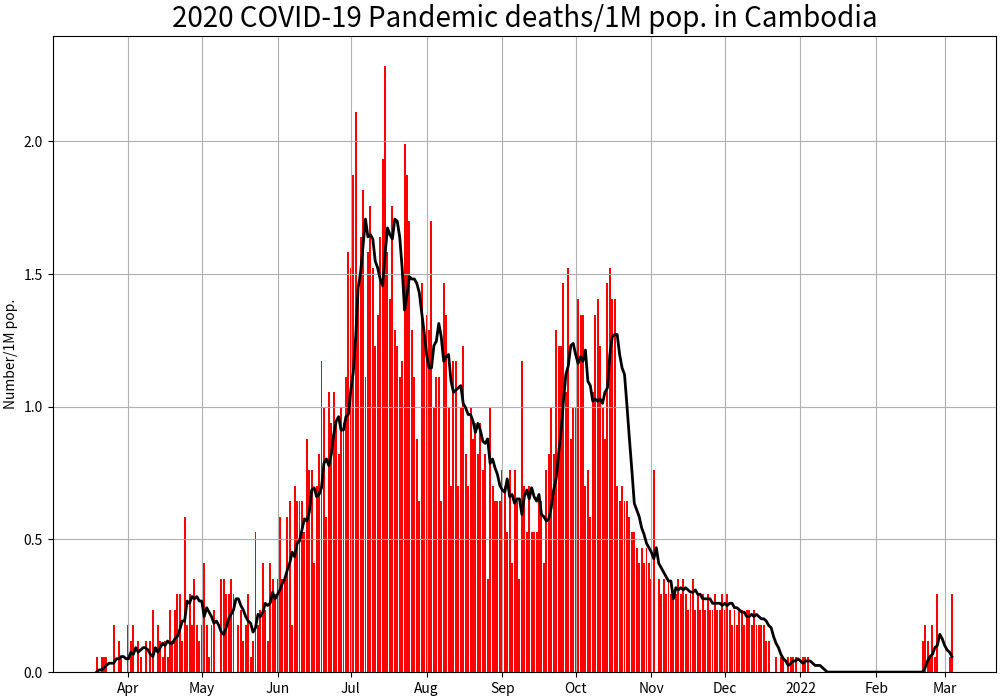 2020 COVID-19 Pandemic deaths/1M pop. in Cambodia
Number/1M pop.
2.0
1.5
1.0
0.5
0.0
Apr May Jun Jul Aug Sep Oct Nov Dec 2022 Feb Mar